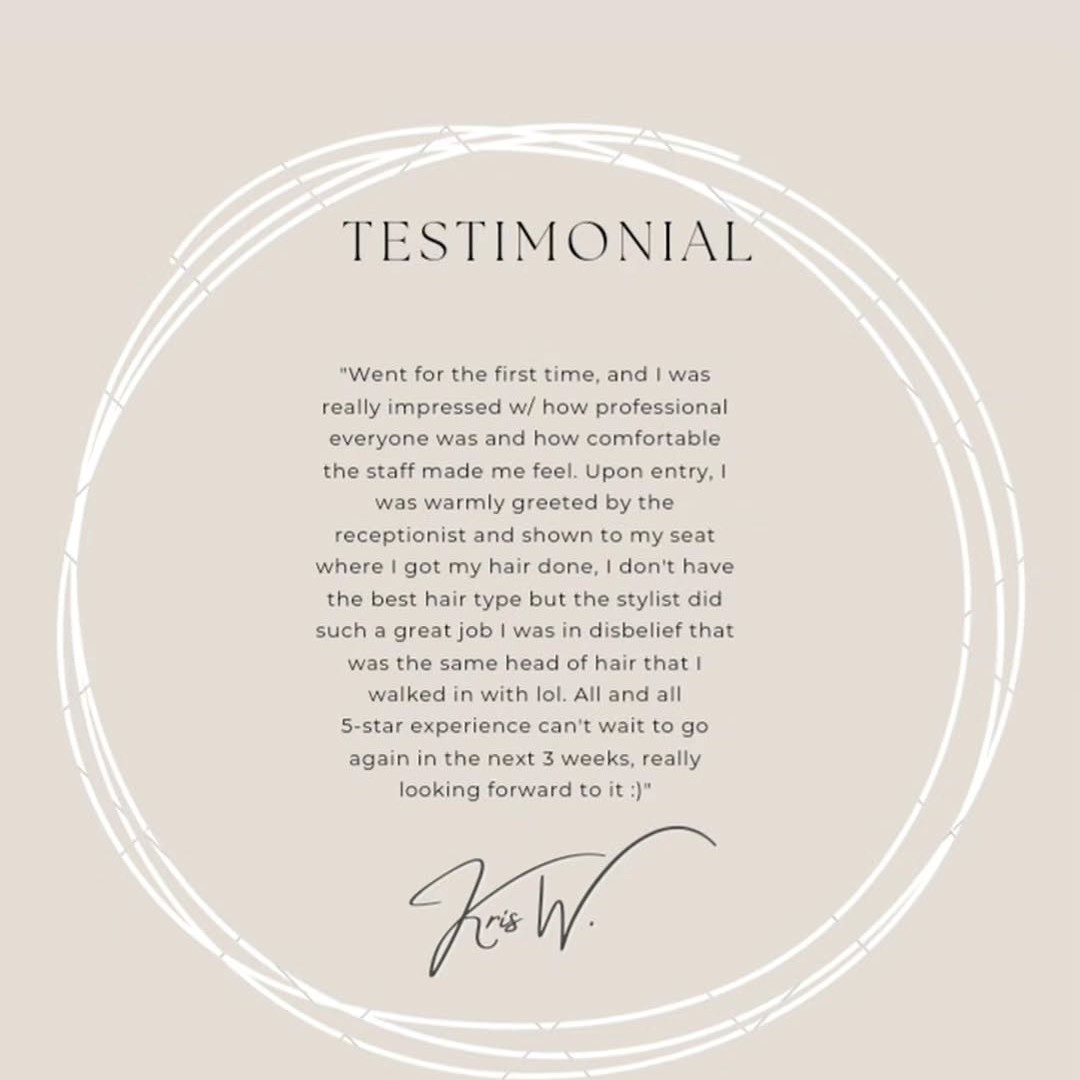 TESTIMONIAL
"Went for the first time, and I was
really impressed w/ how professional
everyone was and how comfortable
the staff made me feel. Upon entry, I
was warmly greeted by the
receptionist and shown to my seat
where I got my hair done, I don't have
the best hair type but the stylist did
such a great job I was in disbelief that
was the same head of hair that I
walked in with lol. All and all
5-star experience can't wait to go
again in the next 3 weeks, really
looking forward to it :)"
Kris W.